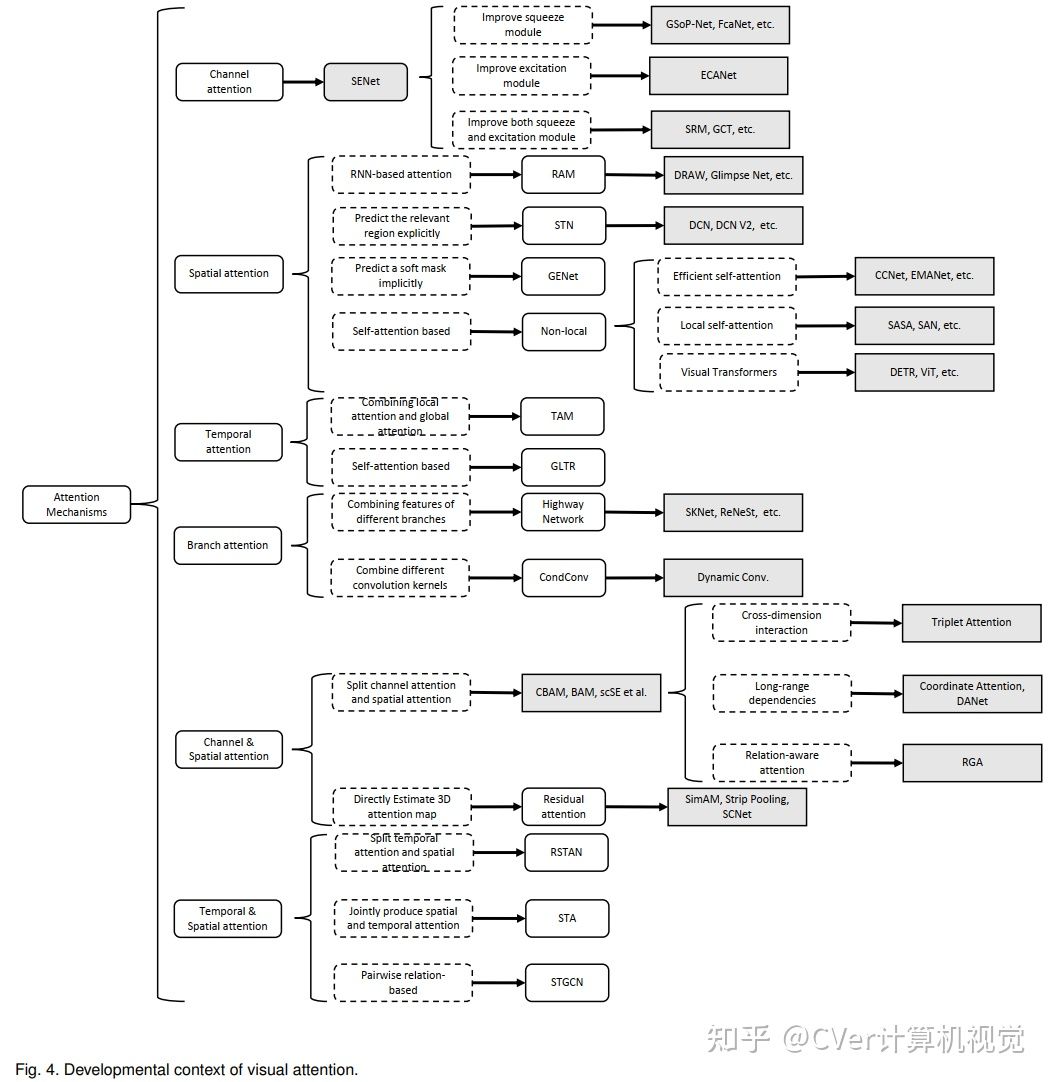 Improve squeeze
module
GSoP-Net, FcaNet, etc.
Channel
attention
SENet
Improve excitation
module
ECANet
Improve both squeeze
and excitation module
SRM, GCT, etc.
RNN-based attention
RAM
DRAW, Glimpse Net, etc.
Predict the relevant
region explicitly
STN
DCN, DCN V2, etc.
Spatial attention
Predict a soft mask
implicitly
GENet
Efficient self-attention
CCNet, EMANet, etc.
Self-attention based
Non-local
Local self-attention
SASA, SAN, etc.
Visual Transformers
DETR, ViT, etc.
Temporal
attention
Combining local
attention and global
attention
TAM
Self-attention based
GLTR
Attention
Mechanisms
Branch attention
Combining features of
different branches
Highway
Network
SKNet, ReNeSt, etc.
Combine different
convolution kernels
CondConv
Dynamic Conv.
Channel &
Spatial attention
Split channel attention
and spatial attention
CBAM, BAM, scSE et al.
Cross-dimension
interaction
Triplet Attention
Long-range
dependencies
Coordinate Attention,
DANet
Relation-aware
attention
RGA
Directly Estimate 3D
attention map
Residual
attention
SimAM, Strip Pooling,
SCNet
Temporal &
Spatial attention
Split temporal
attention and spatial
attention
RSTAN
Jointly produce spatial
and temporal attention
STA
Pairwise relation-
based
STGCN
知乎 @CVer计算机视觉
Fig. 4. Developmental context of visual attention.